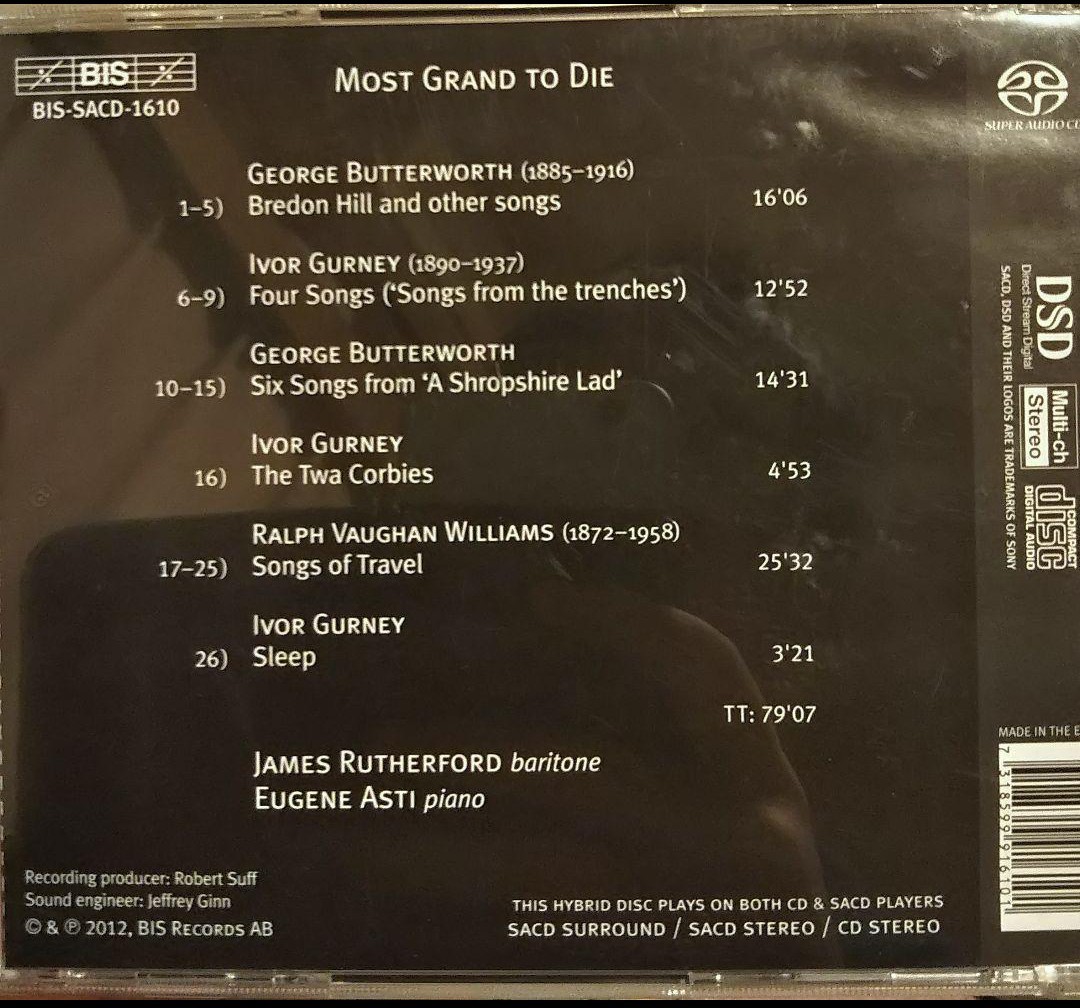 BIS
BIS-SACD-1610
MOST GRAND TO DIE
GEORGE BUTTERWORTH (1885–1916)
1–5) Bredon Hill and other songs 16'06
IVOR GURNEY (1890–1937)
6–9) Four Songs (‘Songs from the trenches’) 12'52
GEORGE BUTTERWORTH
10–15) Six Songs from ‘A Shropshire Lad’ 14'31
IVOR GURNEY
16) The Twa Corbies 4'53
RALPH VAUGHAN WILLIAMS (1872–1958)
17–25) Songs of Travel 25'32
IVOR GURNEY
26) Sleep 3'21
TT: 79'07
JAMES RUTHERFORD baritone
EUGENE ASTI piano
Recording producer: Robert Suff
Sound engineer: Jeffrey Ginn
© & ℗ 2012, BIS RECORDS AB
THIS HYBRID DISC PLAYS ON BOTH CD & SACD PLAYERS
SACD SURROUND / SACD STEREO / CD STEREO
SUPER AUDIO CD
DSD
Direct Stream Digital
SACD, DSD AND THEIR LOGOS ARE TRADEMARKS OF SONY
Multi-ch
Stereo
COMPACT
disc
DIGITAL AUDIO
MADE IN THE E
7 318599 916101